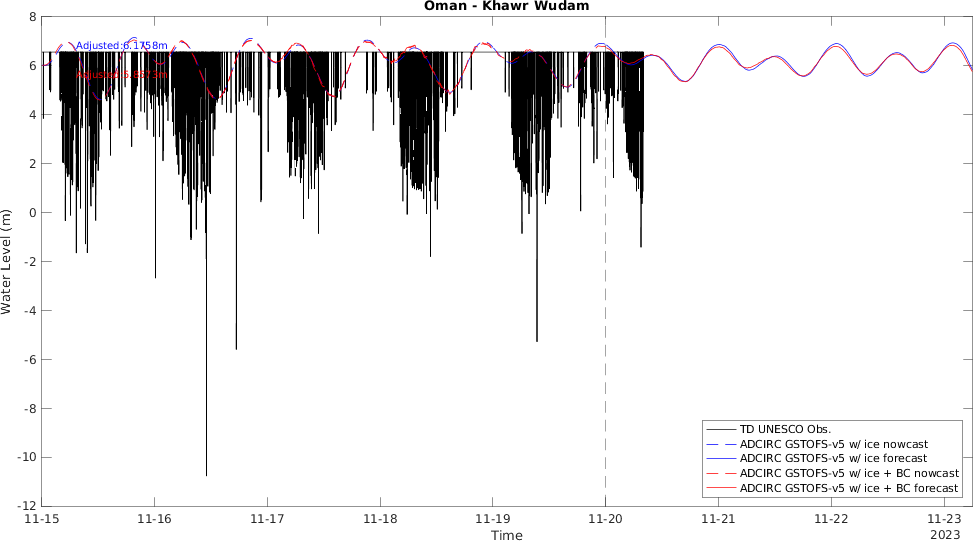 Oman - Khawr Wudam
Adjusted:6.1758m
Water Level (m)
8
6
4
2
0
-2
-4
-6
-8
-10
-12
TD UNESCO Obs.
ADCIRC GSTOFS-v5 w/ ice nowcast
ADCIRC GSTOFS-v5 w/ ice forecast
ADCIRC GSTOFS-v5 w/ ice + BC nowcast
ADCIRC GSTOFS-v5 w/ ice + BC forecast
11-15 11-16 11-17 11-18 11-19 11-20 11-21 11-22 11-23
Time 2023